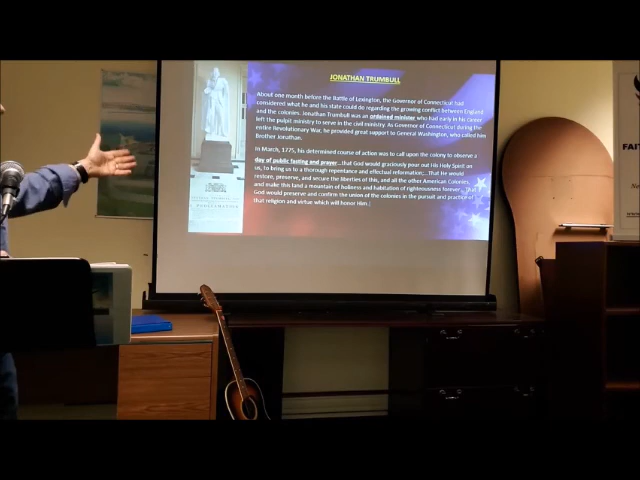 JONATHAN TRUMBULL
About one month before the Battle of Lexington, the Governor of Connecticut had
considered what he and his state could do regarding the growing conflict between England
and the colonies. Jonathan Trumbull was an ordained minister who had early in his career
left the pulpit ministry to serve in the civil ministry. As Governor of Connecticut during the
entire Revolutionary War, he provided great support to General Washington, who called him
Brother Jonathan.
In March, 1775, his determined course of action was to call upon the colony to observe a
day of public fasting and prayer...that God would graciously pour out His Holy Spirit on
us, to bring us to a thorough repentance and effectual reformation;...That He would
restore, preserve, and secure the liberties of this, and all the other American Colonies,
and make this land a mountain of holiness and habitation of righteousness forever...That
God would preserve and confirm the union of the colonies in the pursuit and practice of
that religion and virtue which will honor Him.
FAIT